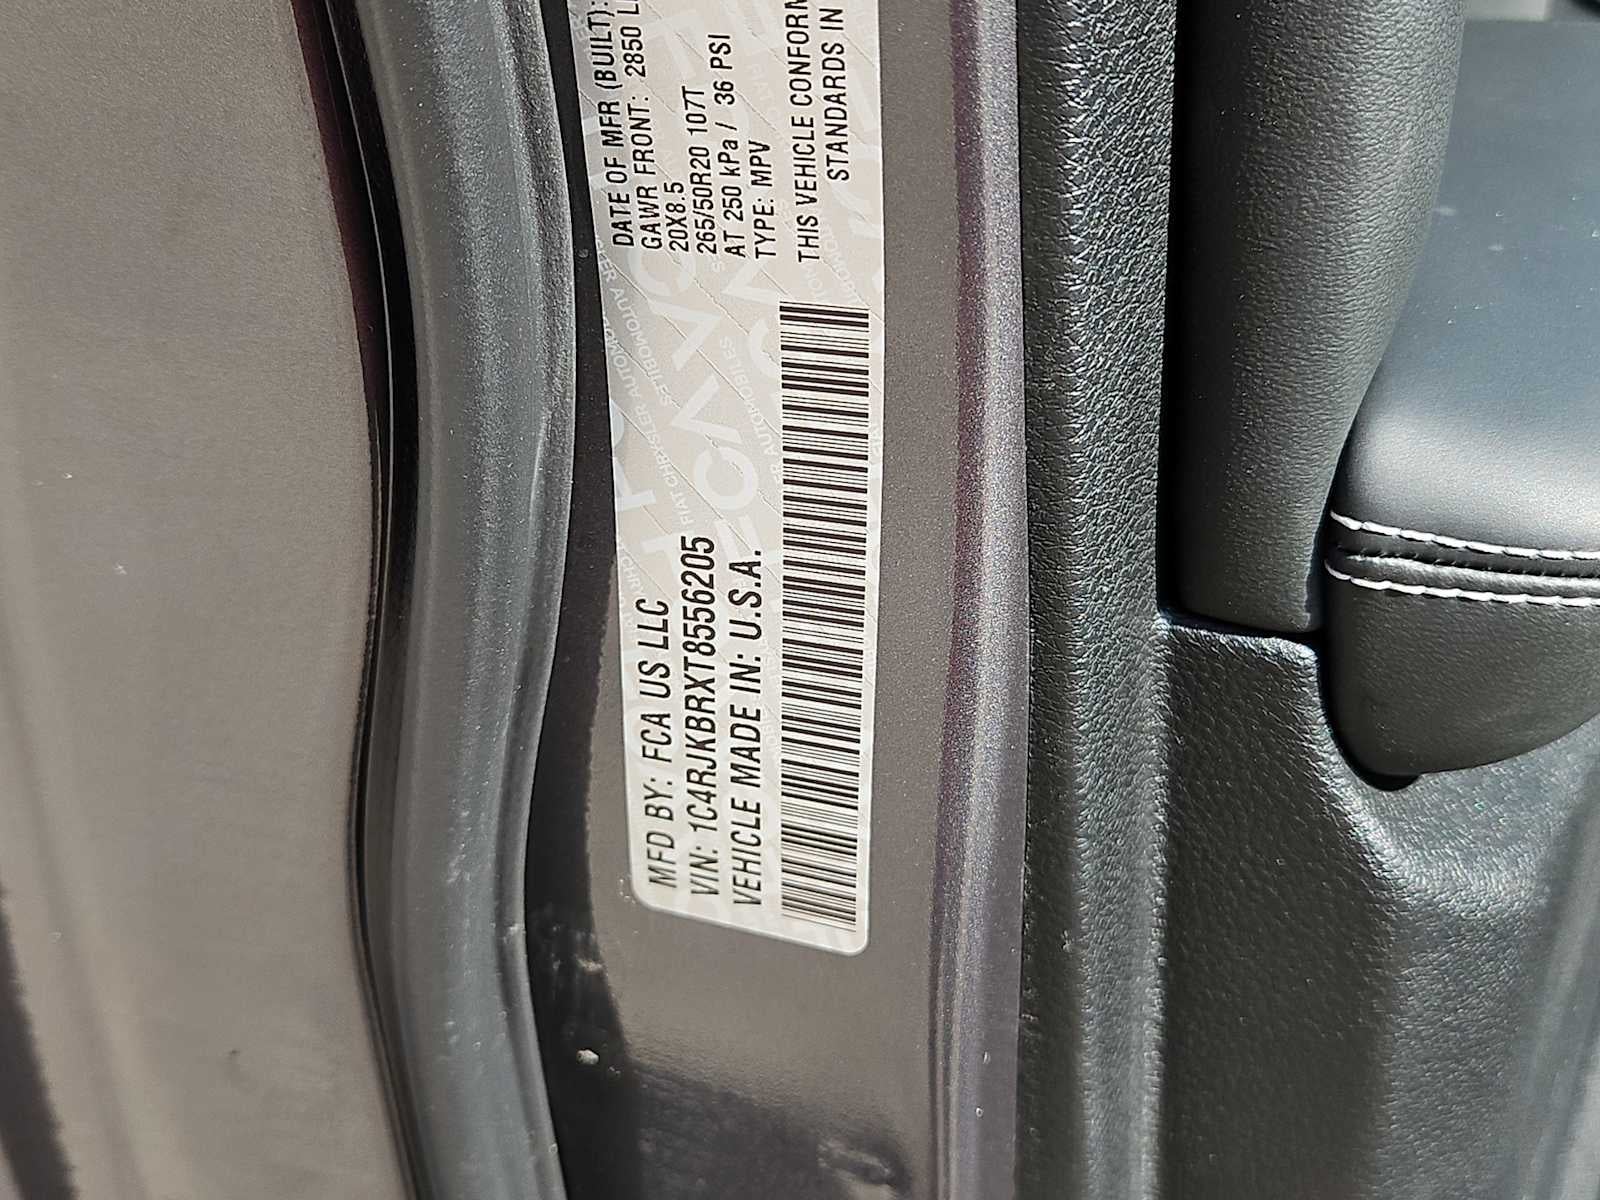 MFD BY: FCA US LLC
VIN: 1C4RJKBRXT8556205
VEHICLE MADE IN: U.S.A.
DATE OF MFR (BUILT):
GAWR FRONT: 2850
20X8.5
265/50R20 107T
AT 250 kPa / 36 PSI
TYPE: MPV
THIS VEHICLE CONFORM
STANDARDS IN